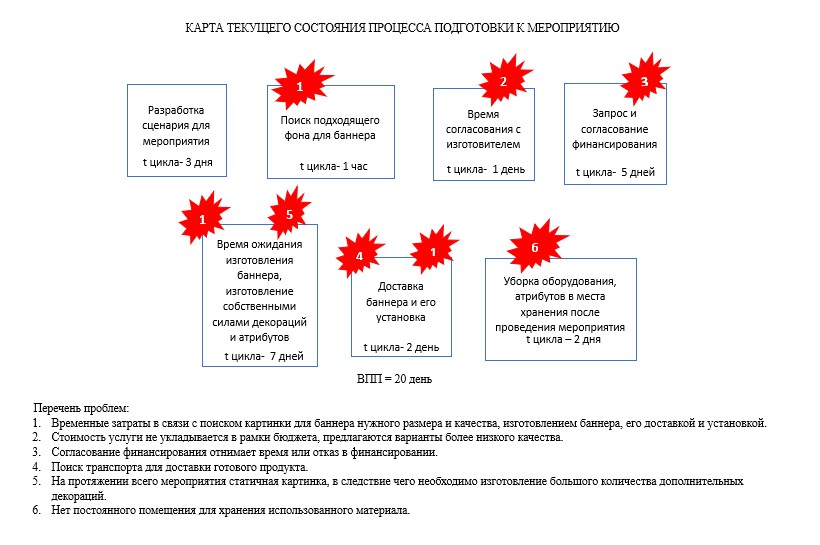 КАРТА ТЕКУЩЕГО СОСТОЯНИЯ ПРОЦЕССА ПОДГОТОВКИ К МЕРОПРИЯТИЮ
Разработка
сценария для
мероприятия
t цикла- 3 дня
1
Поиск подходящего
фона для баннера
t цикла- 1 час
2
Время
согласования с
изготовителем
t цикла- 1 день
3
Запрос и
согласование
финансирования
t цикла- 5 дней
1
5
Время ожидания
изготовления
баннера,
изготовление
собственными
силами декораций
и атрибутов
t цикла- 7 дней
4
1
Доставка
баннера и его
установка
t цикла- 2 день
6
Уборка оборудования,
атрибутов в места
хранения после
проведения мероприятия
t цикла – 2 дня
ВПП = 20 день
Перечень проблем:
1. Временные затраты в связи с поиском картинки для баннера нужного размера и качества, изготовлением баннера, его доставкой и установкой.
2. Стоимость услуги не укладывается в рамки бюджета, предлагаются варианты более низкого качества.
3. Согласование финансирования отнимает время или отказ в финансировании.
4. Поиск транспорта для доставки готового продукта.
5. На протяжении всего мероприятия статичная картинка, в следствие чего необходимо изготовление большого количества дополнительных
декораций.
6. Нет постоянного помещения для хранения использованного материала.